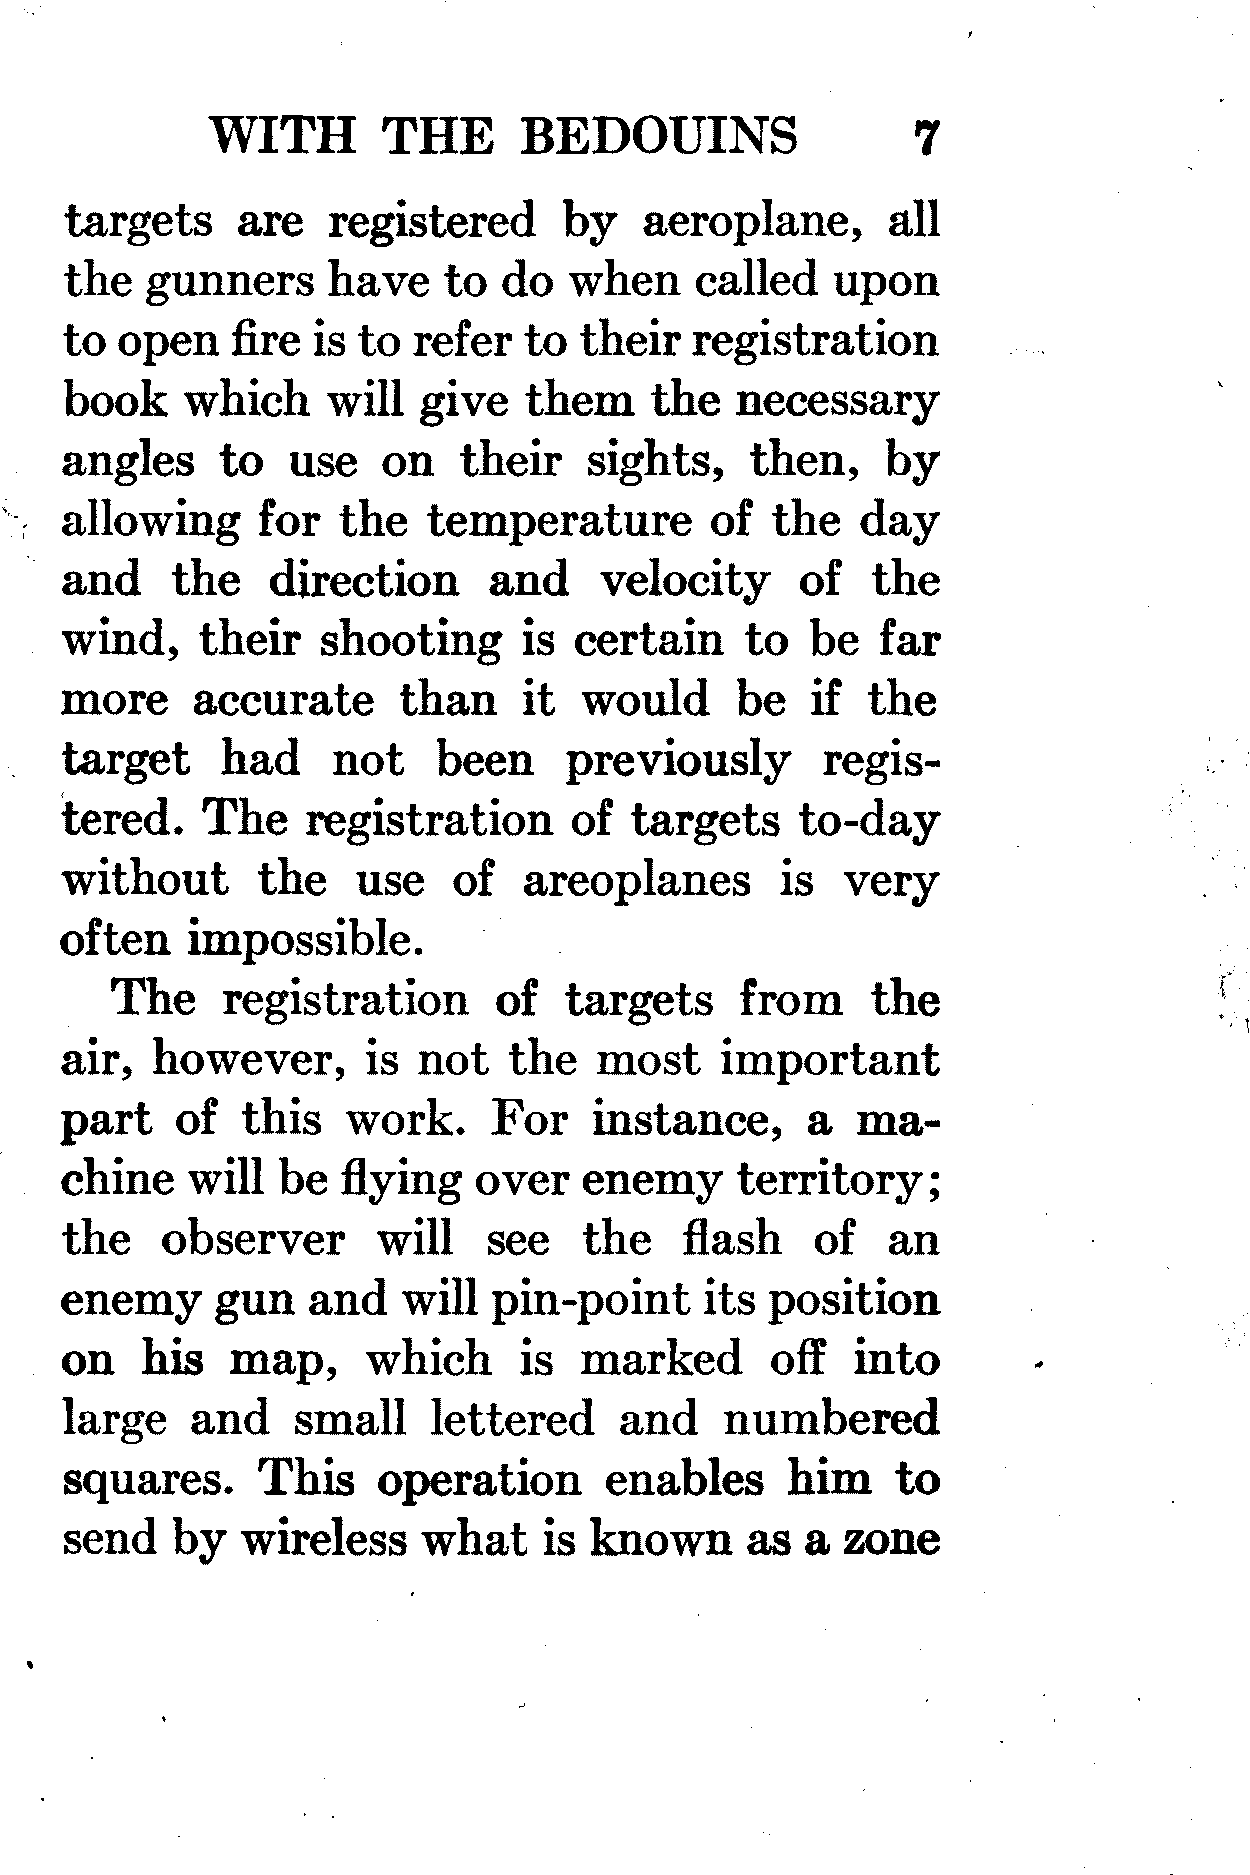 WITH THE BEDOUINS 7
targets are registered by aeroplane, all
the gunners have to do when called upon
to open fire is to refer to their registration
book which will give them the necessary
angles to use on their sights, then, by
allowing for the temperature of the day
and the direction and velocity of the
wind, their shooting is certain to be far
more accurate than it would be if the
target had not been previously regis-
tered. The registration of targets to-day
without the use of areoplanes is very
often impossible.
The registration of targets from the
air, however, is not the most important
part of this work. For instance, a ma-
chine will be flying over enemy territory;
the observer will see the flash of an
enemy gun and will pin-point its position
on his map, which is marked off into
large and small lettered and numbered
squares. This operation enables him to
send by wireless what is known as a zone